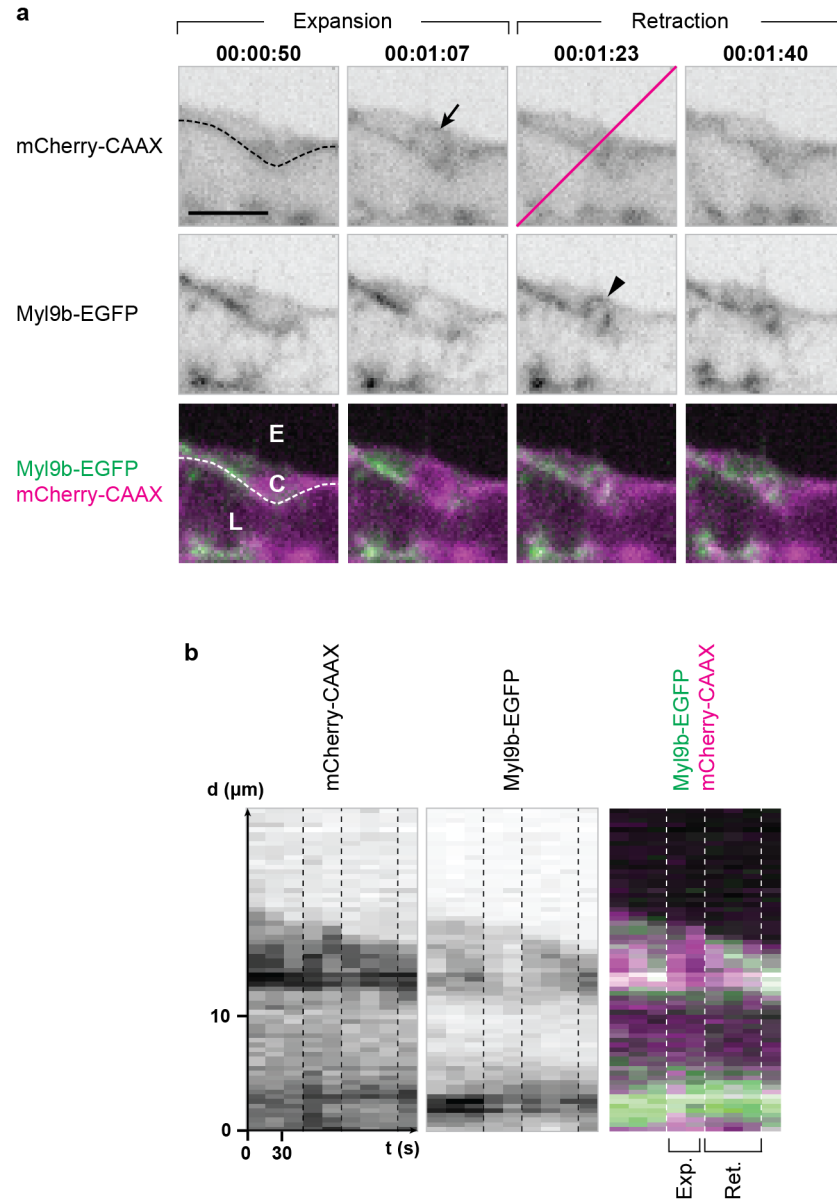 a
Expansion Retraction
00:00:50 00:01:07 00:01:23 00:01:40
mCherry-CAAX
Myl9b-EGFP
Myl9b-EGFP
mCherry-CAAX
E
C
L
b
mCherry-CAAX
Myl9b-EGFP
Myl9b-EGFP
mCherry-CAAX
d (µm)
10
0
0 30 t (s)
Exp. Ret.